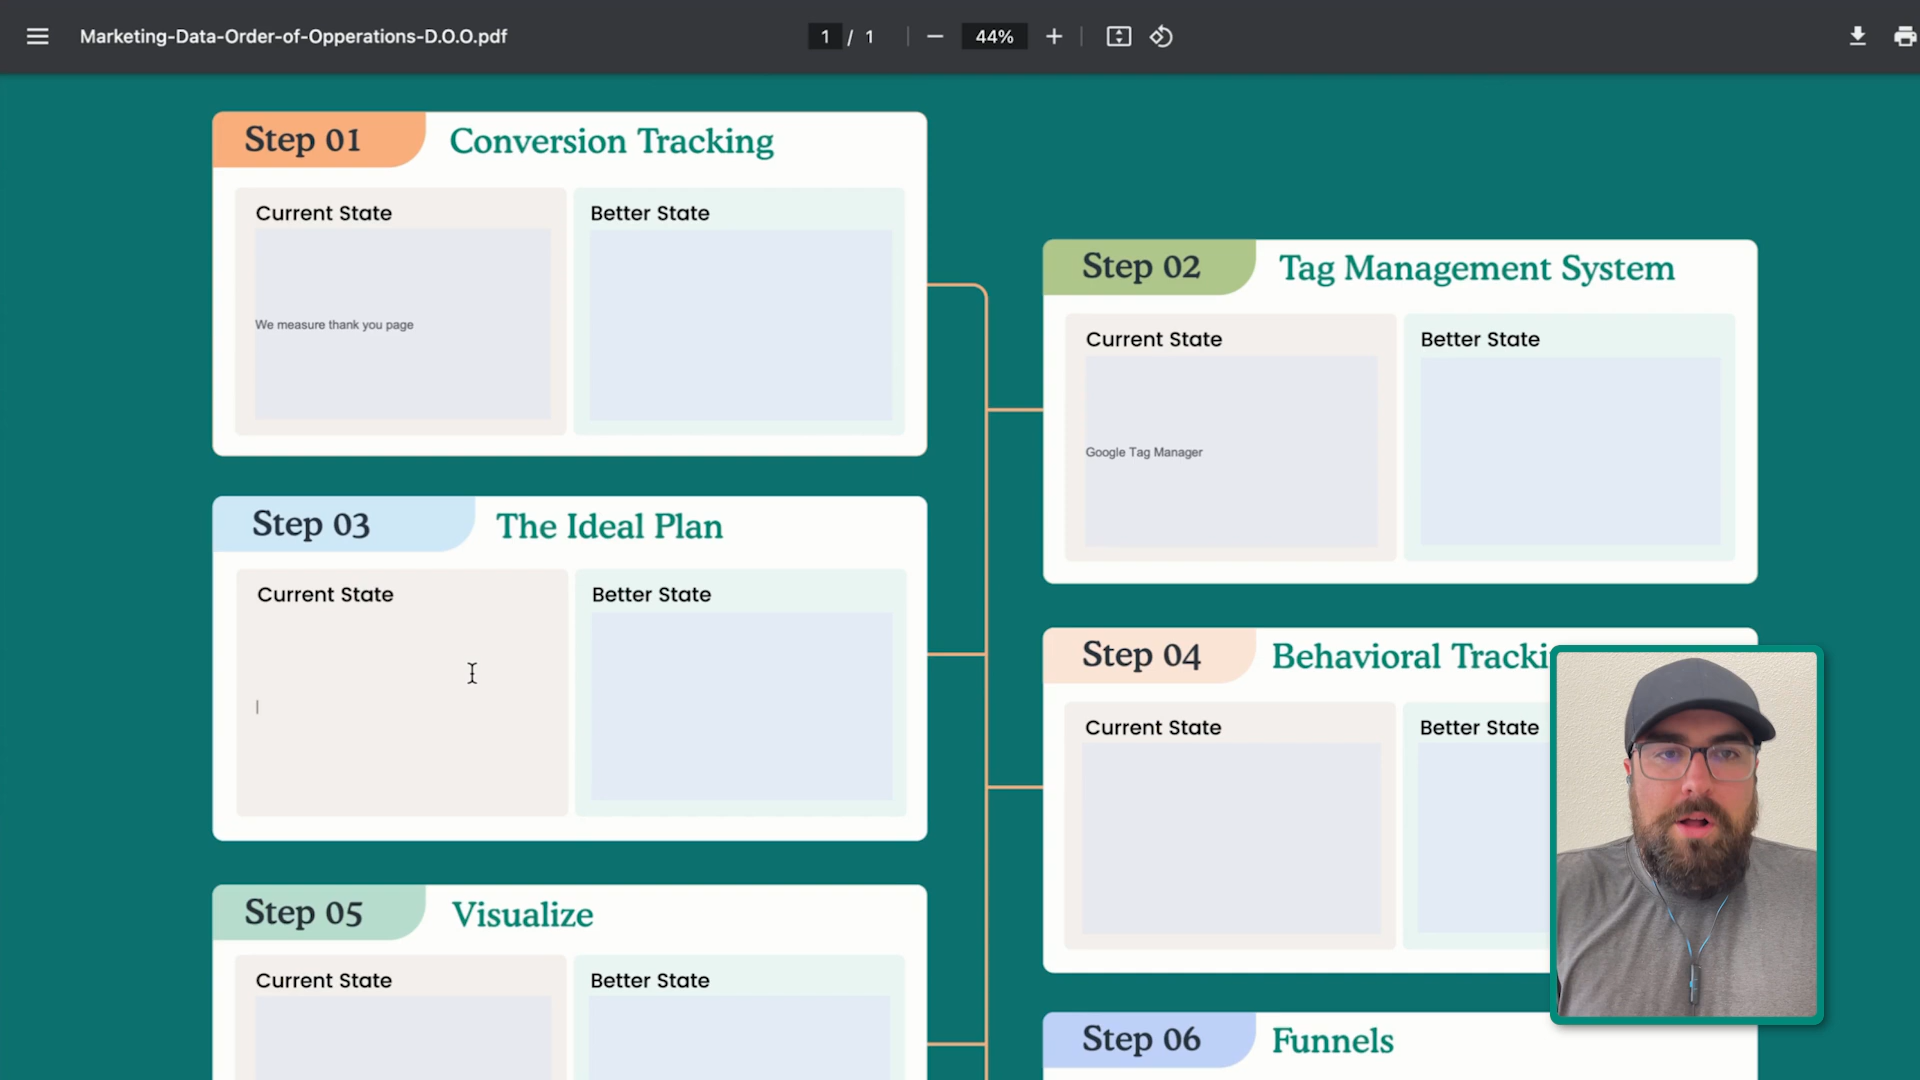 Marketing-Data-Order-of-Opperations-D.O.O.pdf
1 / 1
44%
Step 01
Conversion Tracking
Current State
Better State
We measure thank you page
Step 02
Tag Management System
Current State
Better State
Google Tag Manager
Step 03
The Ideal Plan
Current State
Better State
Step 04
Behavioral Tracki
Current State
Better State
Step 05
Visualize
Current State
Better State
Step 06
Funnels